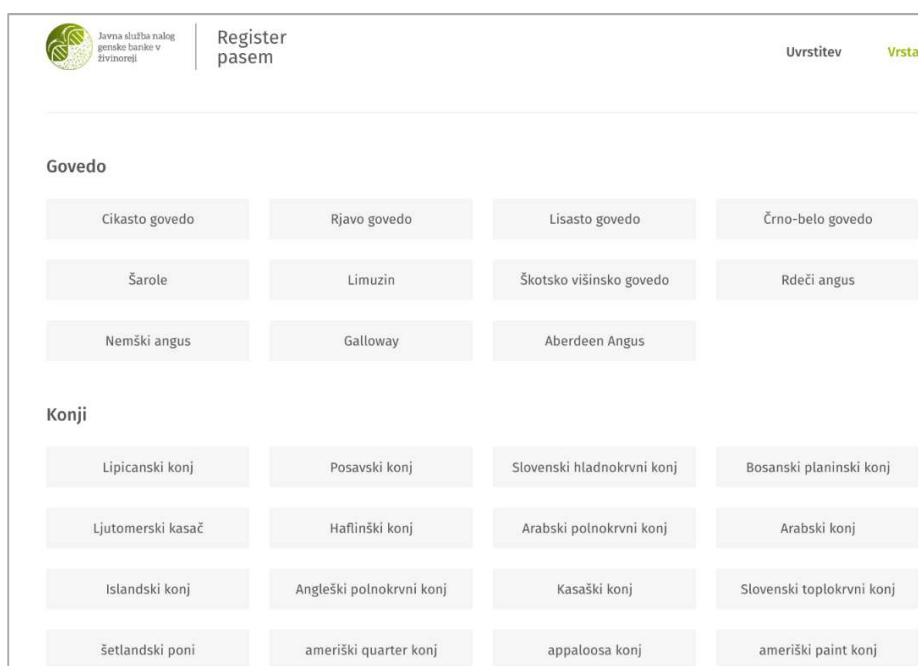 Javna služba nalog
genske banke v
živinoreji
Register
pasem
Uvrstitev Vrsta
Govedo
Cikasto govedo Rjavo govedo Lisasto govedo Črno-belo govedo
Šarole Limuzin Škotsko višinsko govedo Rdeči angus
Nemški angus Galloway Aberdeen Angus
Konji
Lipicanski konj Posavski konj Slovenski hladnokrvni konj Bosanski planinski konj
Ljutomerski kasač Haflinški konj Arabski polnokrvni konj Arabski konj
Islandski konj Angleški polnokrvni konj Kasaški konj Slovenski toplokrvni konj
šetlandski poni ameriški quarter konj appaloosa konj ameriški paint konj